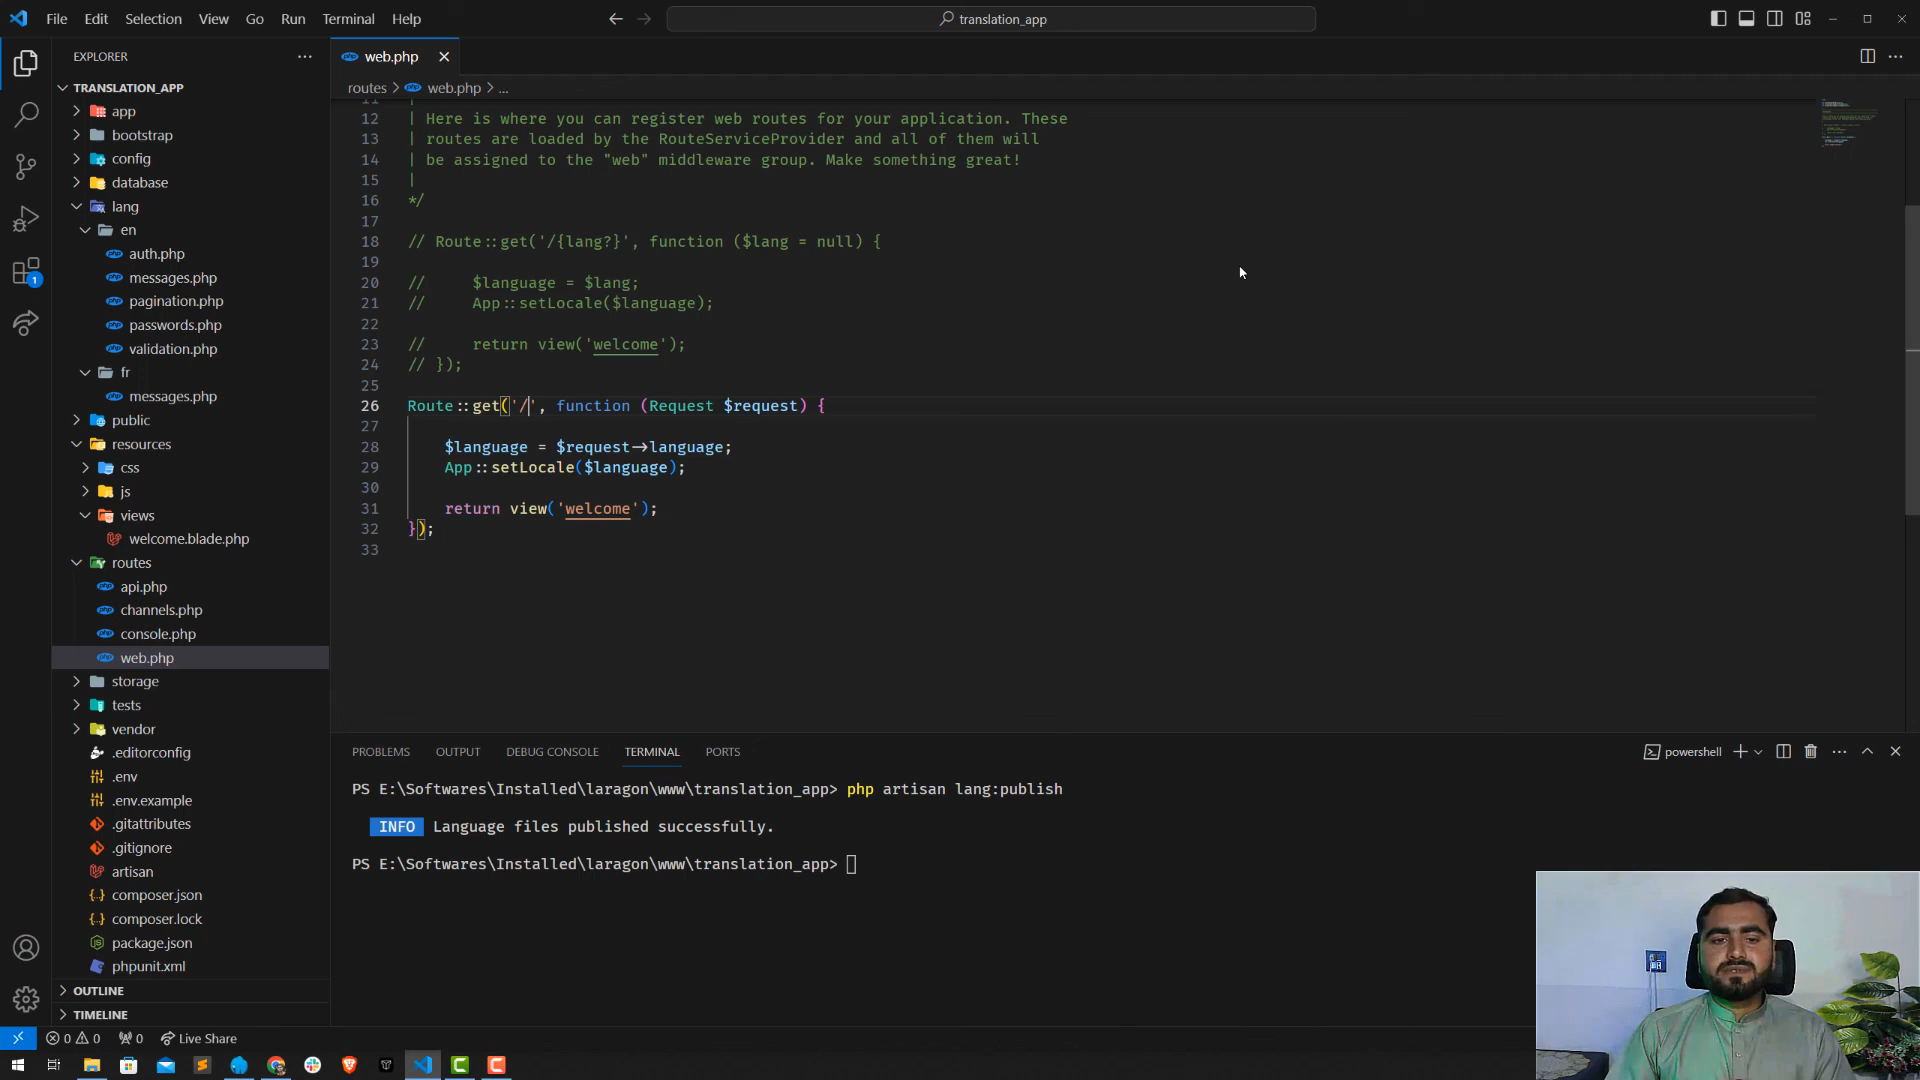 File Edit Selection View Go Run Terminal Help
translation_app
EXPLORER
TRANSLATION_APP
app
bootstrap
config
database
lang
en
auth.php
messages.php
pagination.php
passwords.php
validation.php
fr
messages.php
public
resources
css
js
views
welcome.blade.php
routes
api.php
channels.php
console.php
web.php
storage
tests
vendor
.editorconfig
.env
.env.example
.gitattributes
.gitignore
artisan
composer.json
composer.lock
package.json
phpunit.xml
OUTLINE
TIMELINE
1
web.php
routes > web.php > ...
11 |
12 | Here is where you can register web routes for your application. These
13 | routes are loaded by the RouteServiceProvider and all of them will
14 | be assigned to the "web" middleware group. Make something great!
15 |
16 */
17
18 // Route::get('/{lang?}', function ($lang = null) {
19
20 //     $language = $lang;
21 //     App::setLocale($language);
22
23 //     return view('welcome');
24 // });
25
26 Route::get('/', function (Request $request) {
27
28     $language = $request->language;
29     App::setLocale($language);
30
31     return view('welcome');
32 });
33
PROBLEMS OUTPUT DEBUG CONSOLE TERMINAL PORTS
powershell
PS E:\Softwares\Installed\laragon\www\translation_app> php artisan lang:publish
INFO Language files published successfully.
PS E:\Softwares\Installed\laragon\www\translation_app>
0 0 0 Live Share